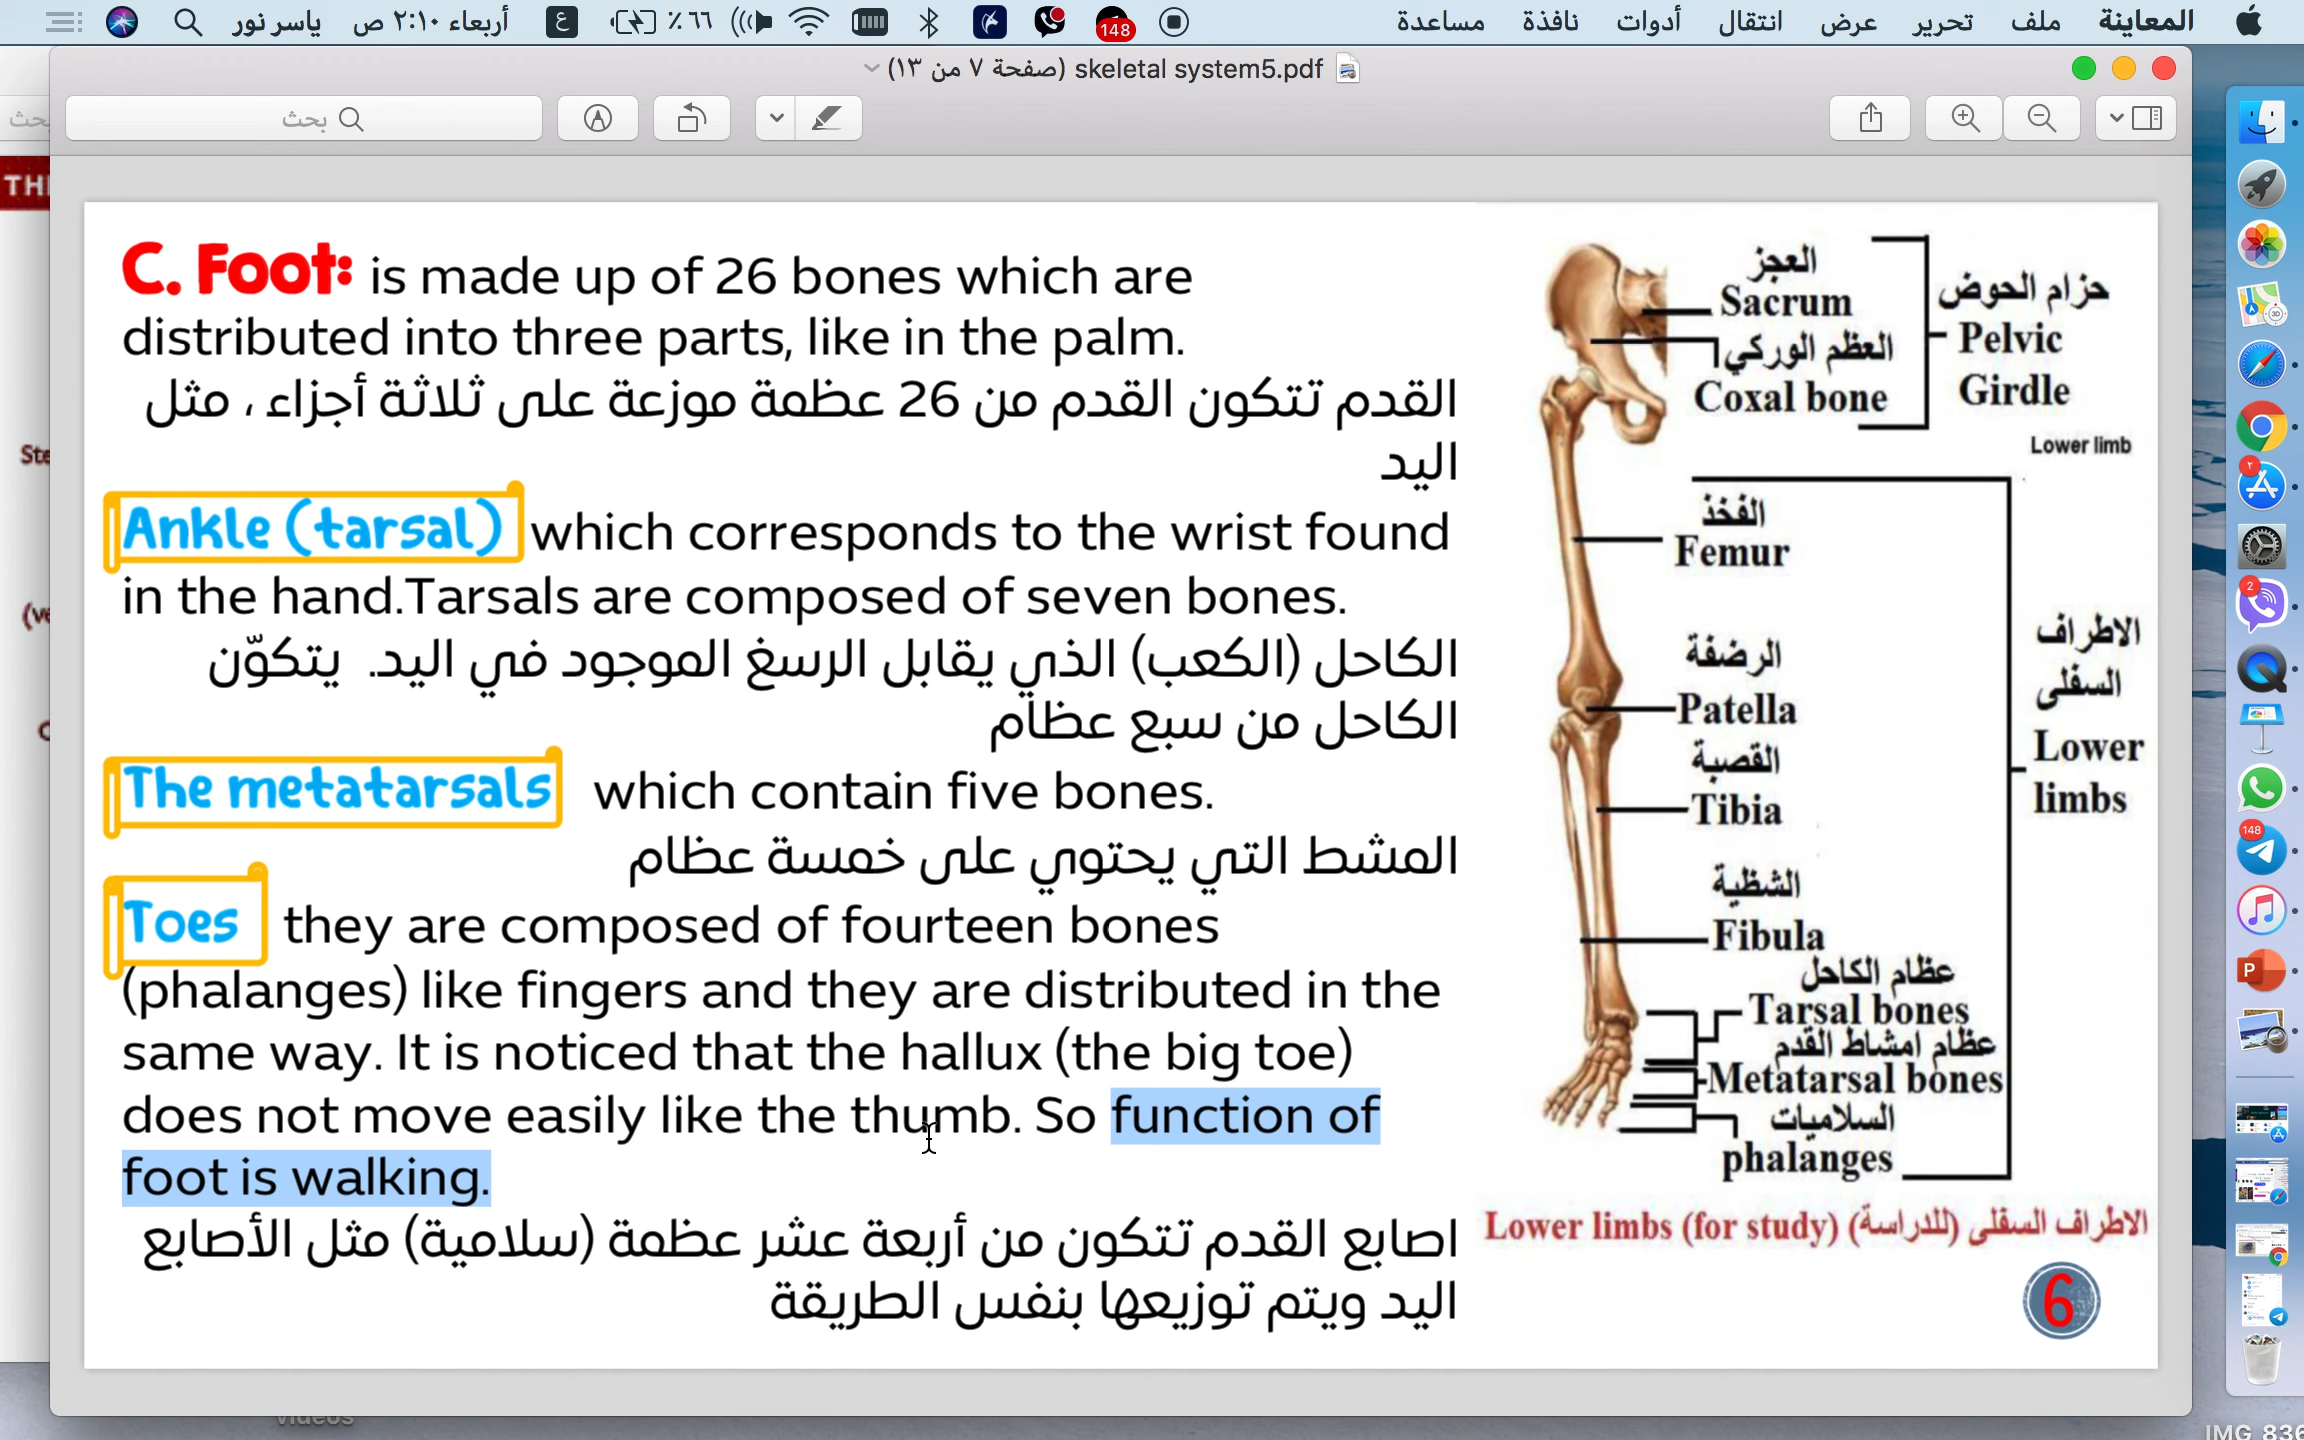 المعاينة ملف تحرير عرض انتقال أدوات نافذة مساعدة
148 ٦٦ ٪ ع أربعاء ٢:١٠ ص ياسر نور
skeletal system5.pdf (صفحة ٧ من ١٣)
بحث
C. Foot: is made up of 26 bones which are
distributed into three parts, like in the palm.
القدم تتكون القدم من 26 عظمة موزعة على ثلاثة أجزاء ، مثل
اليد
Ankle (tarsal) which corresponds to the wrist found
in the hand.Tarsals are composed of seven bones.
الكاحل (الكعب) الذي يقابل الرسغ الموجود في اليد. يتكوّن
الكاحل من سبع عظام
The metatarsals which contain five bones.
المشط التي يحتوي على خمسة عظام
Toes they are composed of fourteen bones
(phalanges) like fingers and they are distributed in the
same way. It is noticed that the hallux (the big toe)
does not move easily like the thumb. So function of
foot is walking.
اصابع القدم تتكون من أربعة عشر عظمة (سلامية) مثل الأصابع
اليد ويتم توزيعها بنفس الطريقة
العجز
Sacrum
العظم الوركي
Coxal bone
حزام الحوض
Pelvic
Girdle
Lower limb
الفخذ
Femur
الرضفة
Patella
القصبة
Tibia
الشظية
Fibula
عظام الكاحل
Tarsal bones
عظام امشاط القدم
Metatarsal bones
السلاميات
phalanges
الاطراف
السفلى
Lower
limbs
Lower limbs (for study) الاطراف السفلى (للدراسة)
6
٢
2
148
videos
IMG_836